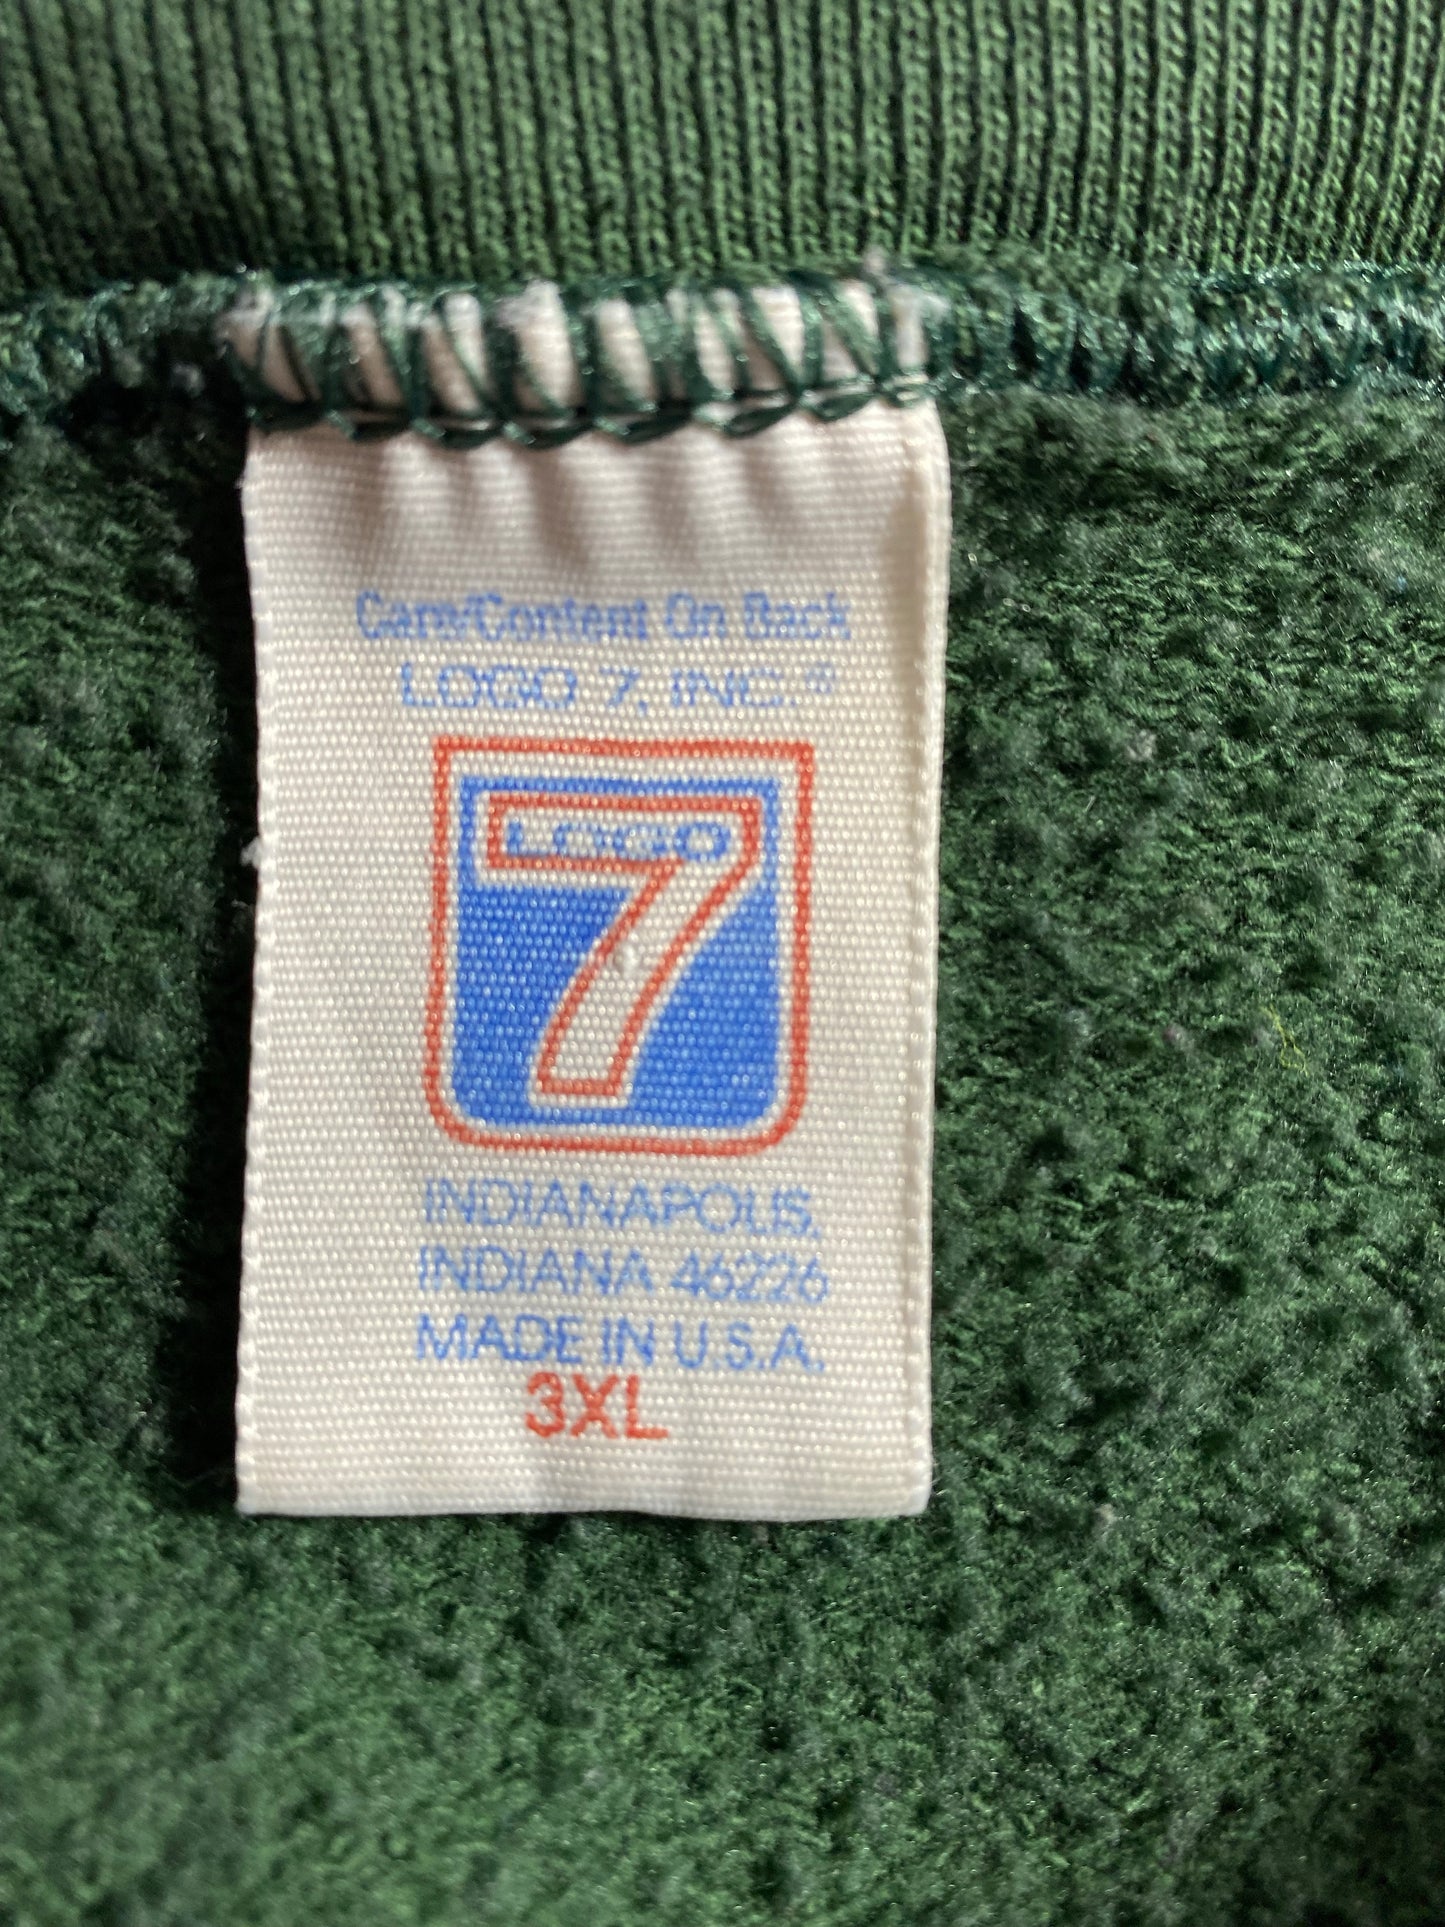 Care/Content On Back
LOGO 7, INC.®
LOGO
7
INDIANAPOLIS,
INDIANA 46226
MADE IN U.S.A.
3XL